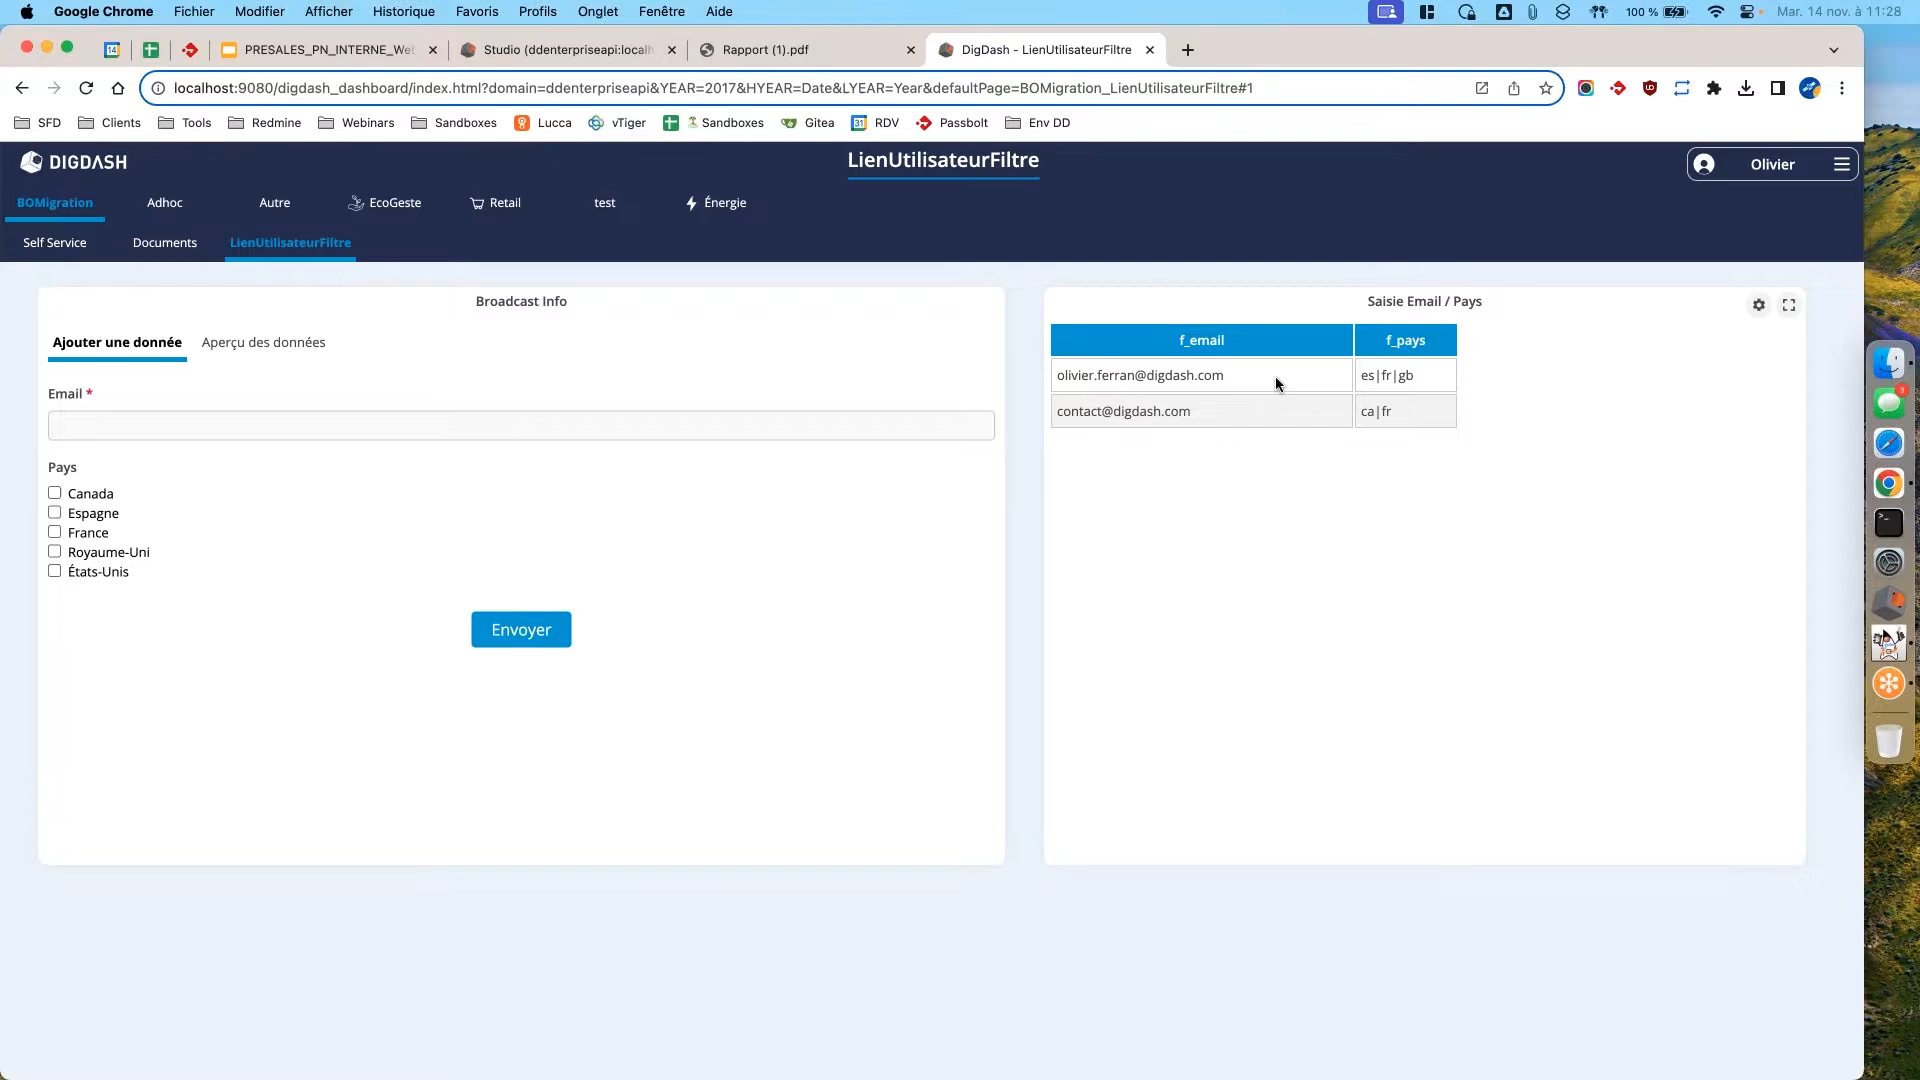 Google Chrome Fichier Modifier Afficher Historique Favoris Profils Onglet Fenêtre Aide 100 % Mar. 14 nov. à 11:28
14 PRESALES_PN_INTERNE_Web Studio (ddenterpriseapi:localh Rapport (1).pdf DigDash - LienUtilisateurFiltre
localhost:9080/digdash_dashboard/index.html?domain=ddenterpriseapi&YEAR=2017&HYEAR=Date&LYEAR=Year&defaultPage=BOMigration_LienUtilisateurFiltre#1
SFD Clients Tools Redmine Webinars Sandboxes Lucca vTiger Sandboxes Gitea 31 RDV Passbolt Env DD
DIGDASH LienUtilisateurFiltre Olivier
BOMigration Adhoc Autre EcoGeste Retail test Énergie
Self Service Documents LienUtilisateurFiltre
Broadcast Info
Ajouter une donnée Aperçu des données
Email *
Pays
Canada
Espagne
France
Royaume-Uni
États-Unis
Envoyer
Saisie Email / Pays
f_email f_pays
olivier.ferran@digdash.com es|fr|gb
contact@digdash.com ca|fr
3